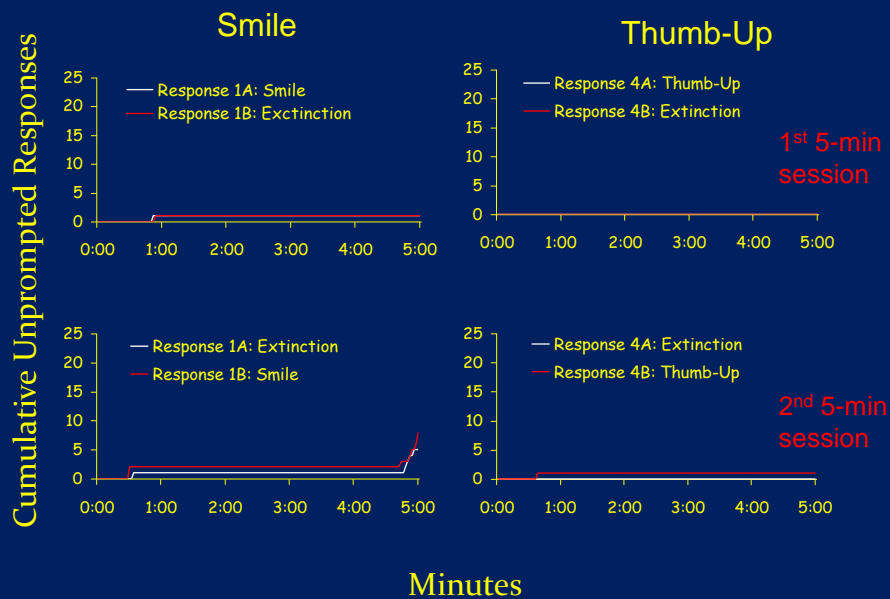 Smile
Thumb-Up
Cumulative Unprompted Responses
25
20
15
10
5
0
Response 1A: Smile
Response 1B: Exctinction
0:00 1:00 2:00 3:00 4:00 5:00
25
20
15
10
5
0
Response 4A: Thumb-Up
Response 4B: Extinction
0:00 1:00 2:00 3:00 4:00 5:00
1st 5-min
session
25
20
15
10
5
0
Response 1A: Extinction
Response 1B: Smile
0:00 1:00 2:00 3:00 4:00 5:00
25
20
15
10
5
0
Response 4A: Extinction
Response 4B: Thumb-Up
0:00 1:00 2:00 3:00 4:00 5:00
2nd 5-min
session
Minutes